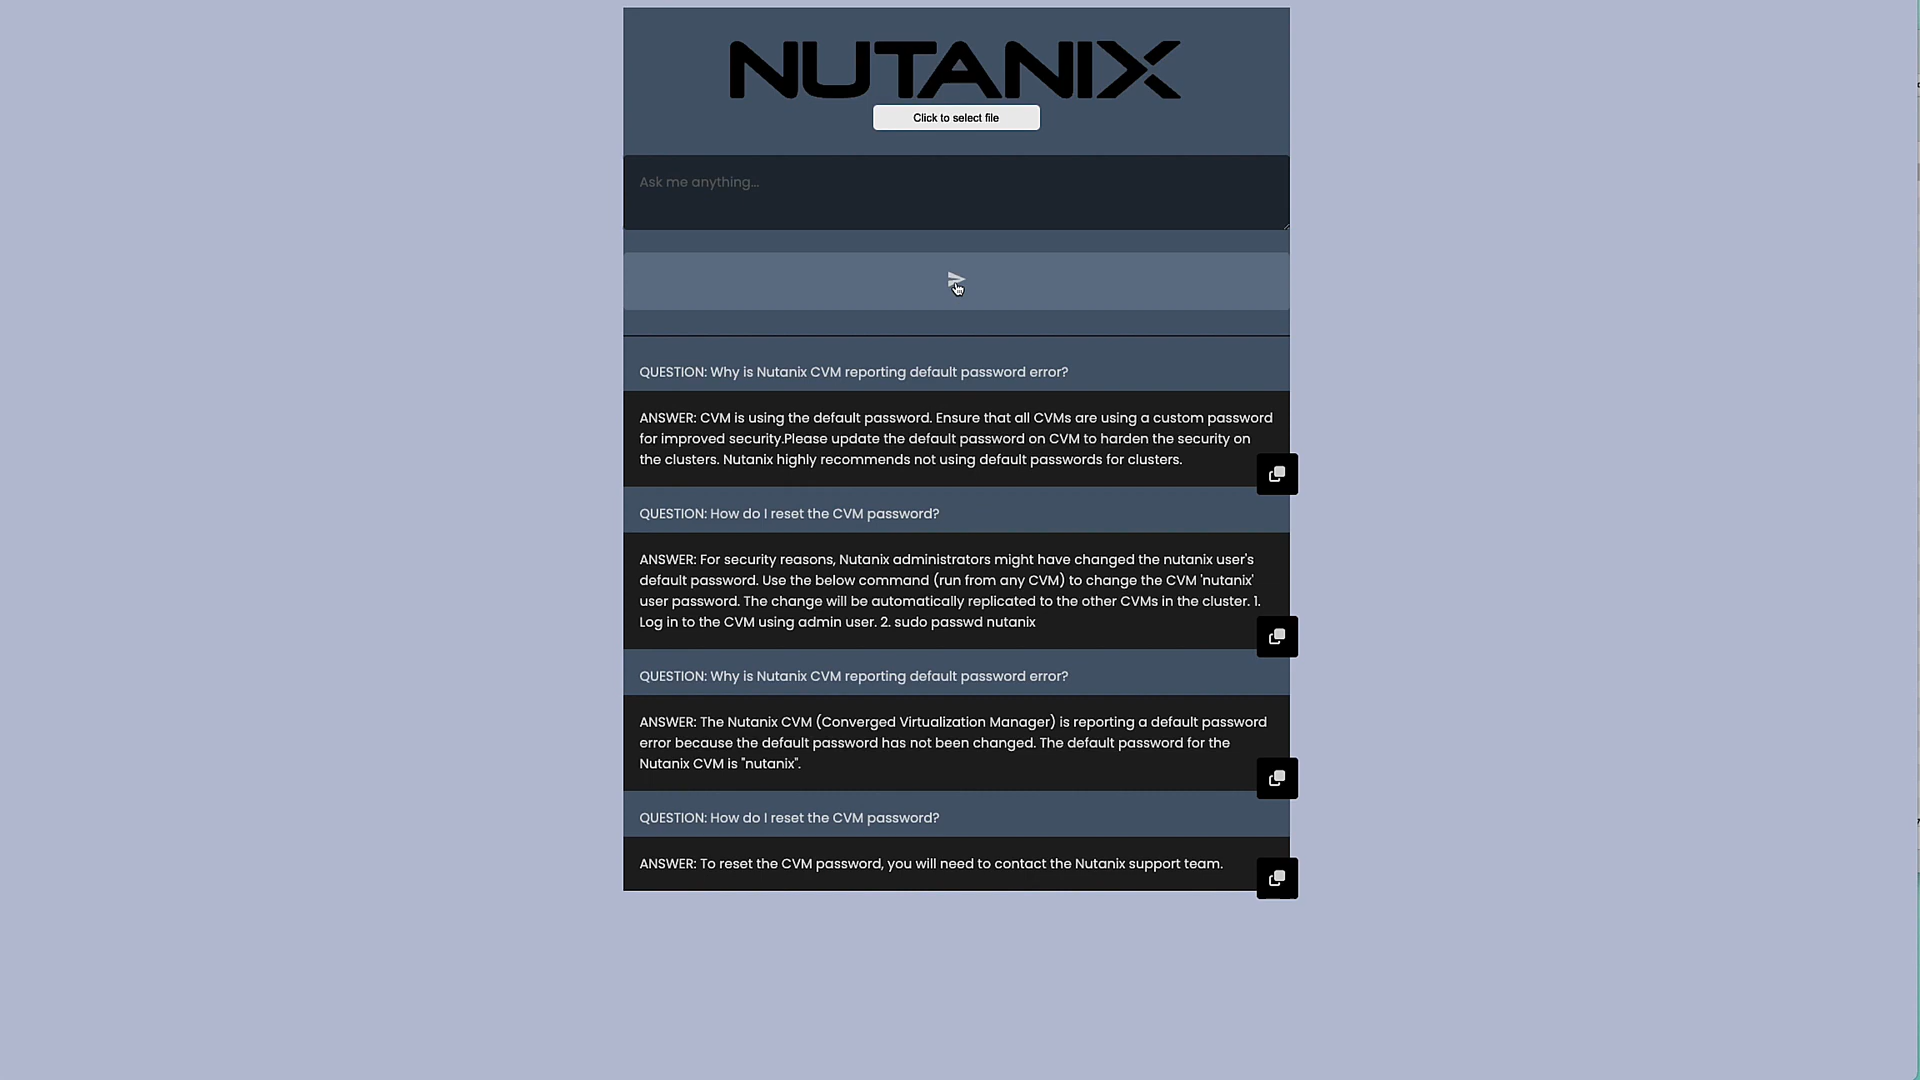 NUTANIX
Click to select file
Ask me anything...
QUESTION: Why is Nutanix CVM reporting default password error?
ANSWER: CVM is using the default password. Ensure that all CVMs are using a custom password
for improved security.Please update the default password on CVM to harden the security on
the clusters. Nutanix highly recommends not using default passwords for clusters.
QUESTION: How do I reset the CVM password?
ANSWER: For security reasons, Nutanix administrators might have changed the nutanix user's
default password. Use the below command (run from any CVM) to change the CVM 'nutanix'
user password. The change will be automatically replicated to the other CVMs in the cluster. 1.
Log in to the CVM using admin user. 2. sudo passwd nutanix
QUESTION: Why is Nutanix CVM reporting default password error?
ANSWER: The Nutanix CVM (Converged Virtualization Manager) is reporting a default password
error because the default password has not been changed. The default password for the
Nutanix CVM is "nutanix".
QUESTION: How do I reset the CVM password?
ANSWER: To reset the CVM password, you will need to contact the Nutanix support team.